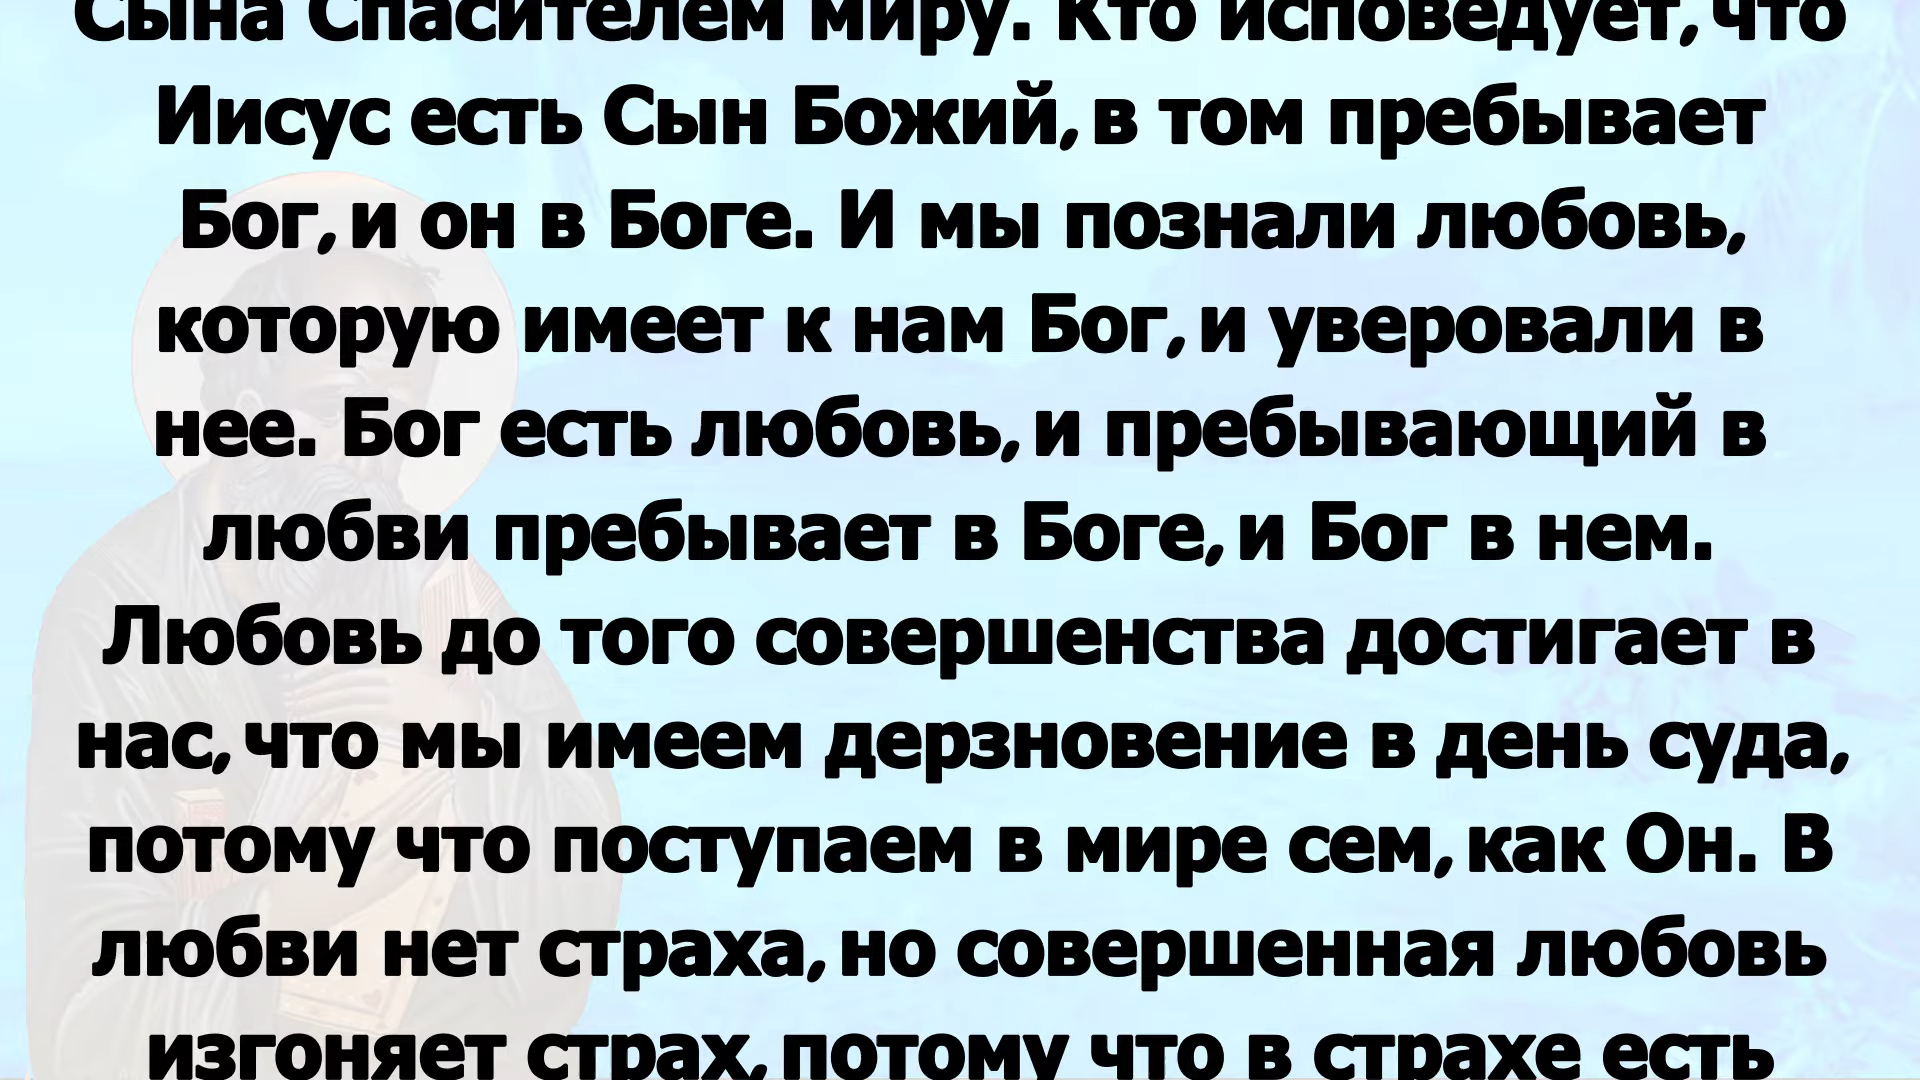 Сына Спасителем миру. Кто исповедует, что
Иисус есть Сын Божий, в том пребывает
Бог, и он в Боге. И мы познали любовь,
которую имеет к нам Бог, и уверовали в
нее. Бог есть любовь, и пребывающий в
любви пребывает в Боге, и Бог в нем.
Любовь до того совершенства достигает в
нас, что мы имеем дерзновение в день суда,
потому что поступаем в мире сем, как Он. В
любви нет страха, но совершенная любовь
изгоняет страх, потому что в страхе есть